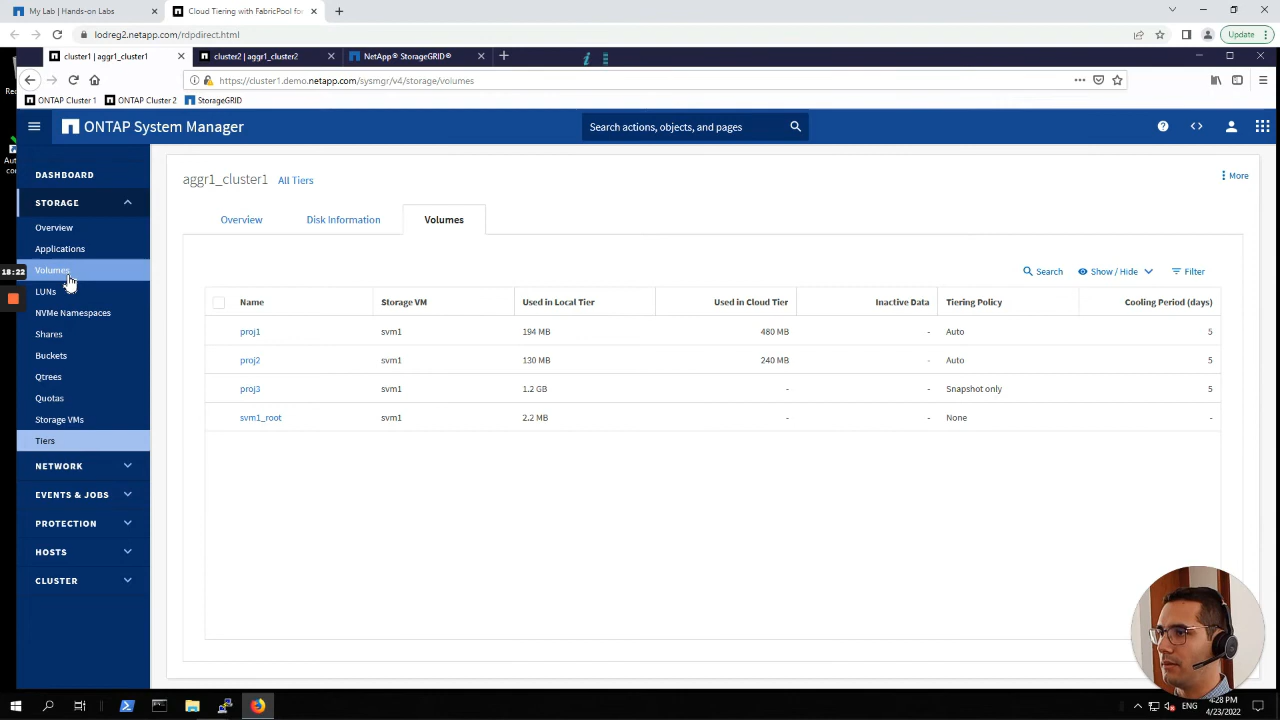 My Lab | Hands-on Labs
Cloud Tiering with FabricPool for
lodreg2.netapp.com/rdpdirect.html
Update
cluster1 | aggr1_cluster1
cluster2 | aggr1_cluster2
NetApp® StorageGRID®
https://cluster1.demo.netapp.com/sysmgr/v4/storage/volumes
ONTAP Cluster 1
ONTAP Cluster 2
StorageGRID
ONTAP System Manager
Search actions, objects, and pages
DASHBOARD
STORAGE
Overview
Applications
Volumes
LUNs
NVMe Namespaces
Shares
Buckets
Qtrees
Quotas
Storage VMs
Tiers
NETWORK
EVENTS & JOBS
PROTECTION
HOSTS
CLUSTER
18:22
aggr1_cluster1 All Tiers
More
Overview Disk Information Volumes
Search Show / Hide Filter
Name Storage VM Used in Local Tier Used in Cloud Tier Inactive Data Tiering Policy Cooling Period (days)
proj1 svm1 194 MB 480 MB - Auto 5
proj2 svm1 130 MB 240 MB - Auto 5
proj3 svm1 1.2 GB - - Snapshot only 5
svm1_root svm1 2.2 MB - - None -
ENG
4:28 PM
4/23/2022